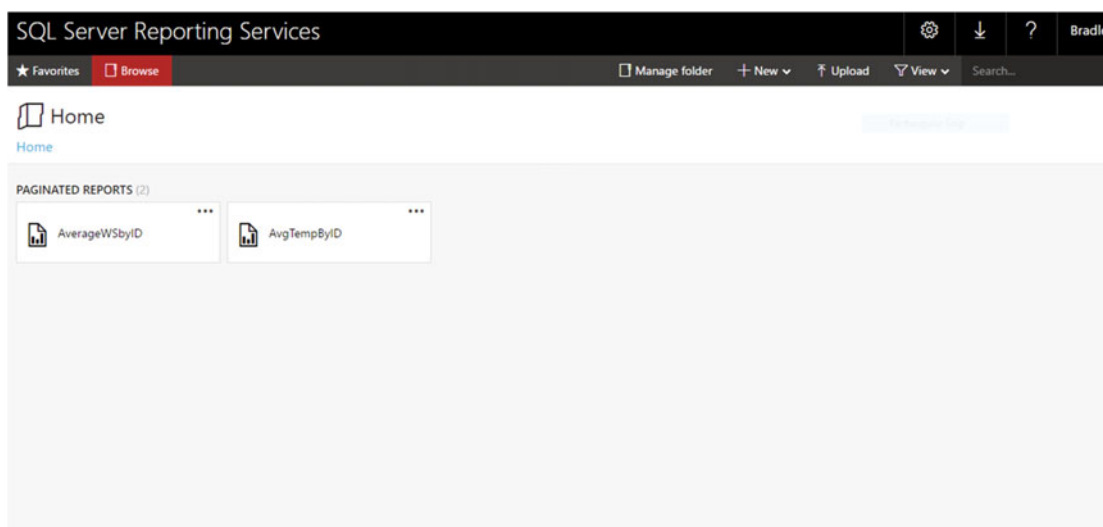 SQL Server Reporting Services ? Bradle
Favorites Browse Manage folder New Upload View Search...
Home
Home
PAGINATED REPORTS (2)
AverageWSbyID AvgTempByID